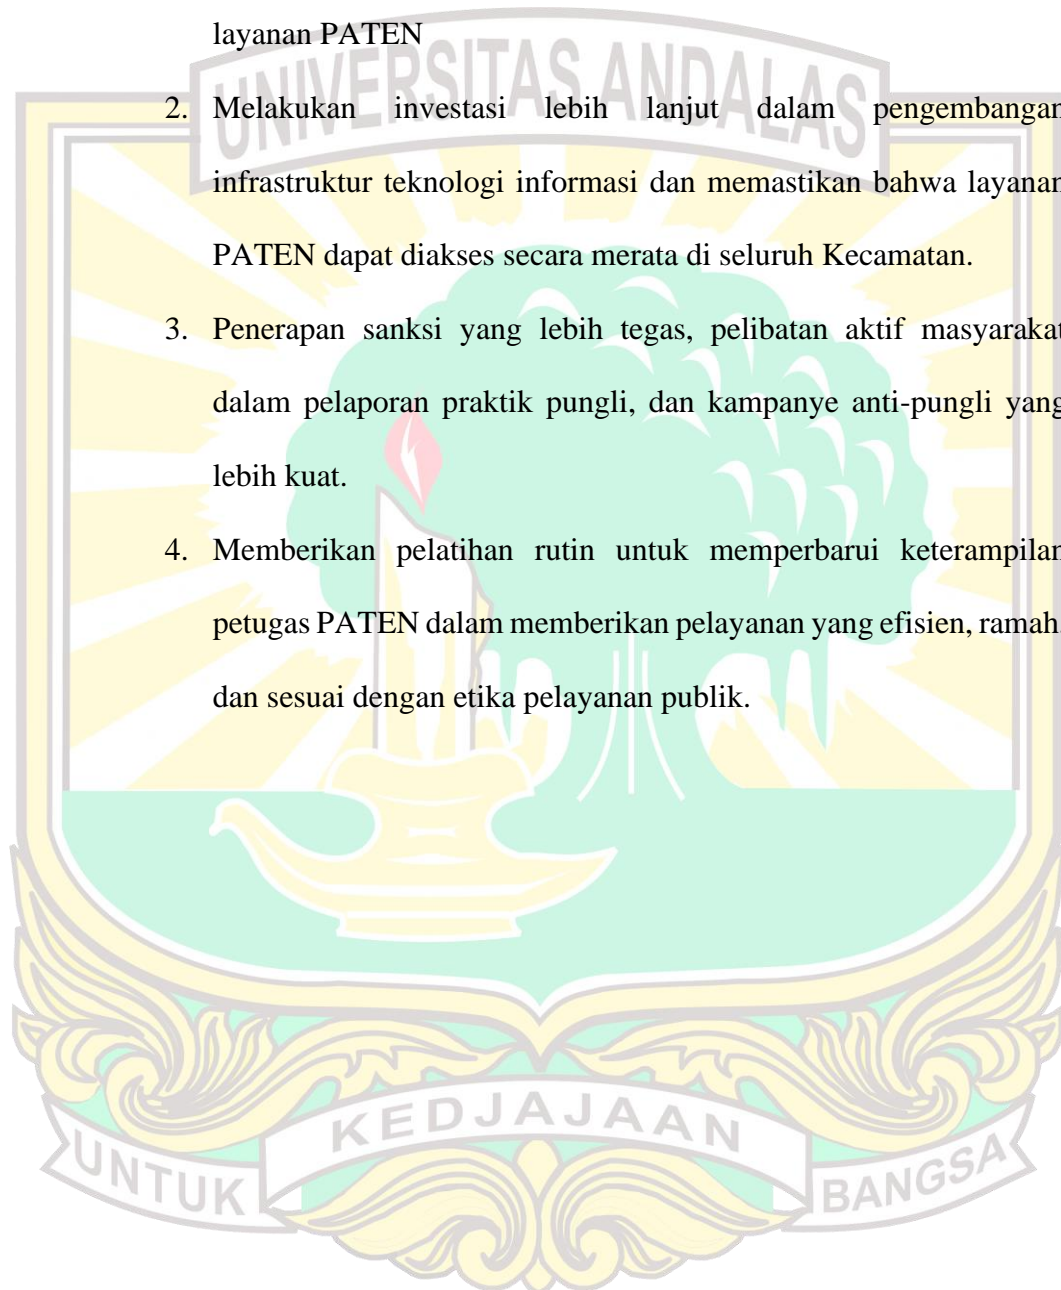 layanan PATEN
UNIVERSITAS ANDALAS
2. Melakukan investasi lebih lanjut dalam pengembangan
infrastruktur teknologi informasi dan memastikan bahwa layanan
PATEN dapat diakses secara merata di seluruh Kecamatan.
3. Penerapan sanksi yang lebih tegas, pelibatan aktif masyarakat
dalam pelaporan praktik pungli, dan kampanye anti-pungli yang
lebih kuat.
4. Memberikan pelatihan rutin untuk memperbarui keterampilan
petugas PATEN dalam memberikan pelayanan yang efisien, ramah,
dan sesuai dengan etika pelayanan publik.
UNTUK KEDJAJAAN BANGSA